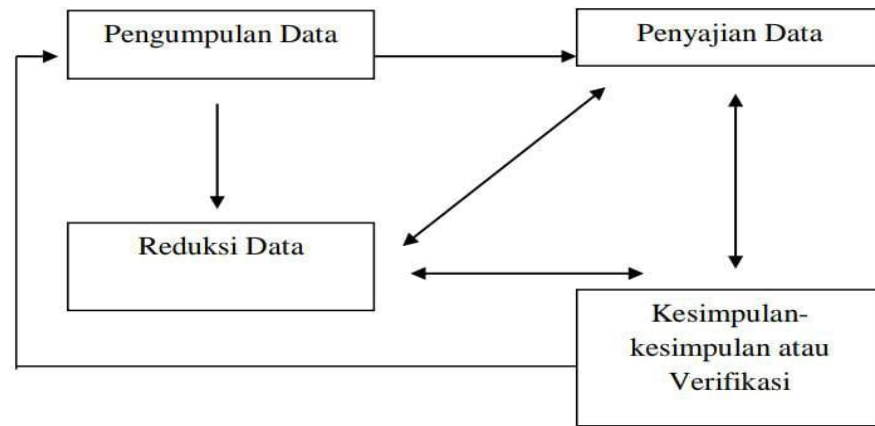 Pengumpulan Data
Penyajian Data
Reduksi Data
Kesimpulan-
kesimpulan atau
Verifikasi